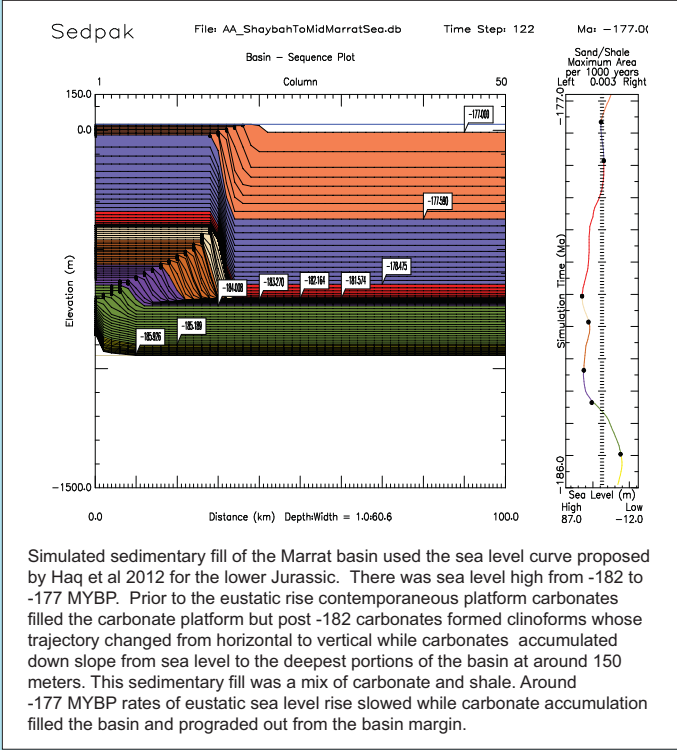 Sedpak File: AA_ShaybahToMidMarratSea.db Time Step: 122 Ma: -177.00
Basin - Sequence Plot
1 Column 50
150.0
0.0
Elevation (m)
-1500.0
-177.000
-177.580
-178.475
-181.574
-182.164
-183.270
-184.008
-185.189
-185.926
0.0 Distance (km) Depth:Width = 1.0:60.6 100.0
Sand/Shale
Maximum Area
per 1000 years
Left 0.003 Right
-177.0
Simulation Time (Ma)
-186.0
Sea Level (m)
High Low
87.0 -12.0
Simulated sedimentary fill of the Marrat basin used the sea level curve proposed
by Haq et al 2012 for the lower Jurassic. There was sea level high from -182 to
-177 MYBP. Prior to the eustatic rise contemporaneous platform carbonates
filled the carbonate platform but post -182 carbonates formed clinoforms whose
trajectory changed from horizontal to vertical while carbonates accumulated
down slope from sea level to the deepest portions of the basin at around 150
meters. This sedimentary fill was a mix of carbonate and shale. Around
-177 MYBP rates of eustatic sea level rise slowed while carbonate accumulation
filled the basin and prograded out from the basin margin.